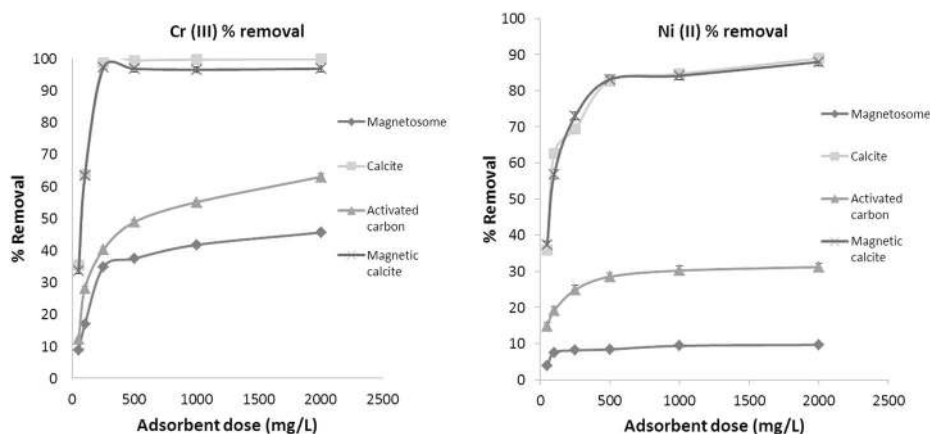 Cr (III) % removal
% Removal
100
90
80
70
60
50
40
30
20
10
0
0
500
1000
1500
2000
2500
Adsorbent dose (mg/L)
Magnetosome
Calcite
Activated
carbon
Magnetic
calcite
Ni (II) % removal
% Removal
100
90
80
70
60
50
40
30
20
10
0
0
500
1000
1500
2000
2500
Adsorbent dose (mg/L)
Magnetosome
Calcite
Activated
carbon
Magnetic
calcite